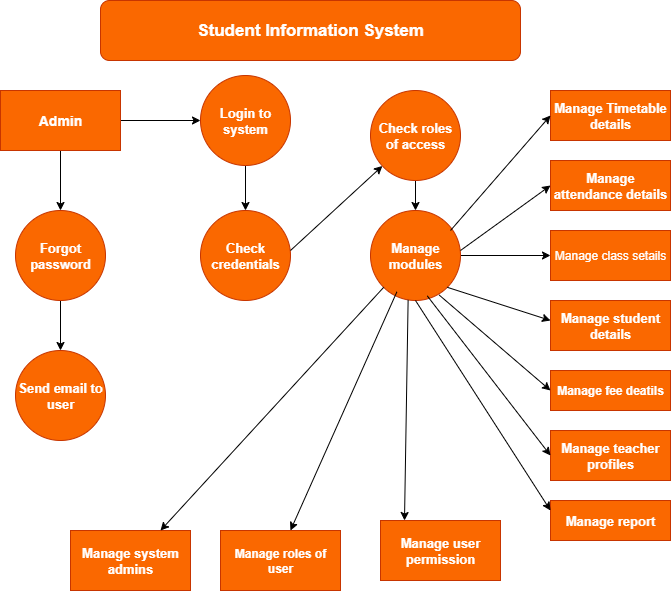 Student Information System
Admin
Login to
system
Check roles
of access
Manage Timetable
details
Manage
attendance details
Forgot
password
Check
credentials
Manage
modules
Manage class setails
Manage student
details
Send email to
user
Manage fee deatils
Manage teacher
profiles
Manage report
Manage system
admins
Manage roles of
user
Manage user
permission